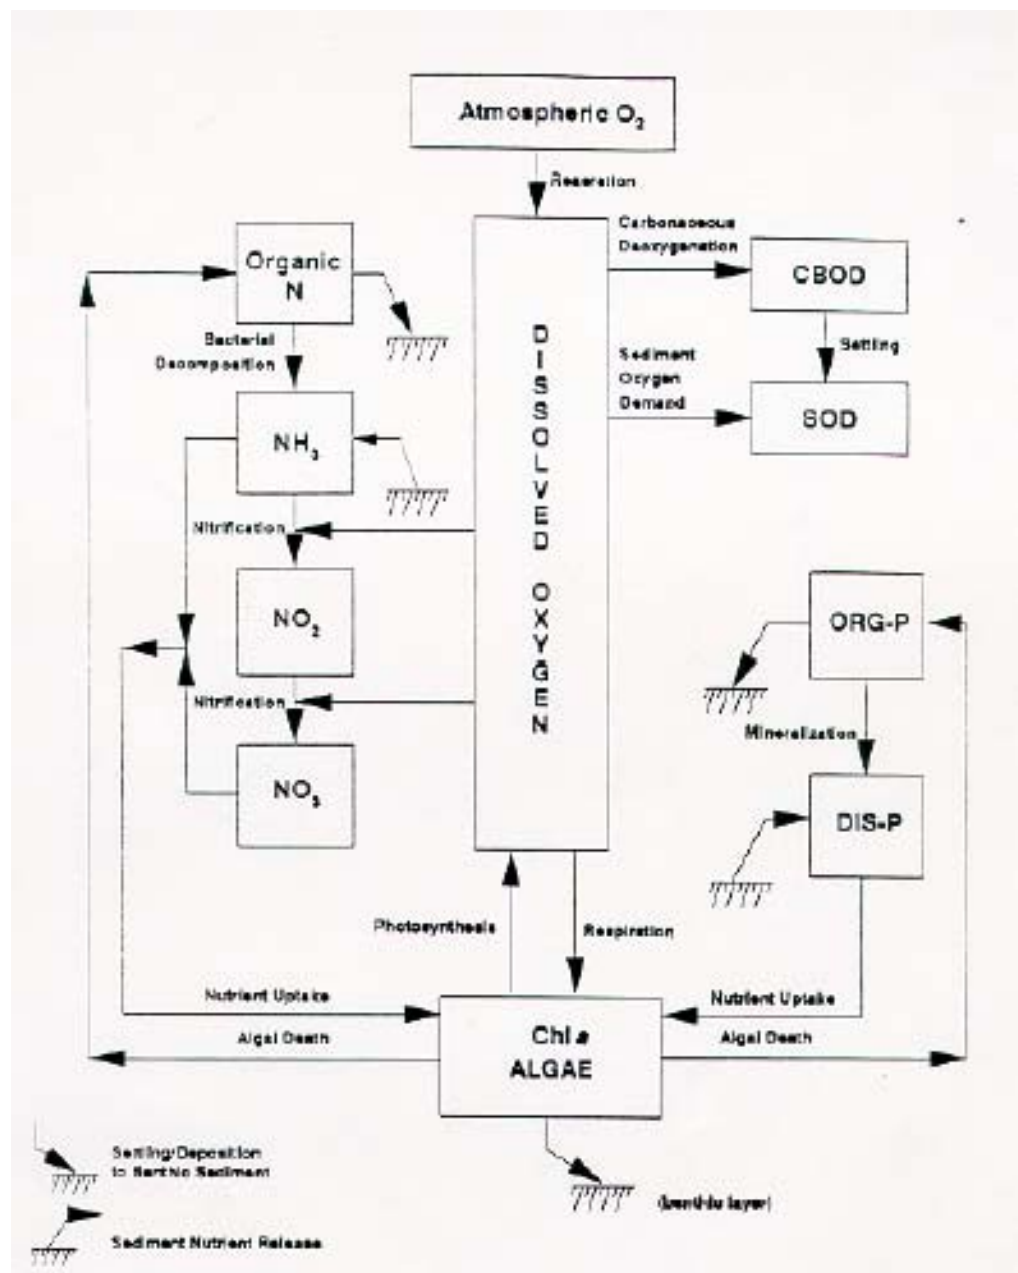 Atmospheric O2
Reaeration
Carbonaceous
Deoxygenation
CBOD
Settling
Sediment
Oxygen
Demand
SOD
Organic
N
Bacterial
Decomposition
NH3
Nitrification
NO2
Nitrification
NO3
DISSOLVED OXYGEN
ORG-P
Mineralization
DIS-P
Photosynthesis
Respiration
Nutrient Uptake
Algal Death
Nutrient Uptake
Algal Death
Chl a
ALGAE
(benthic layer)
Settling/Deposition
to Benthic Sediment
Sediment Nutrient Release